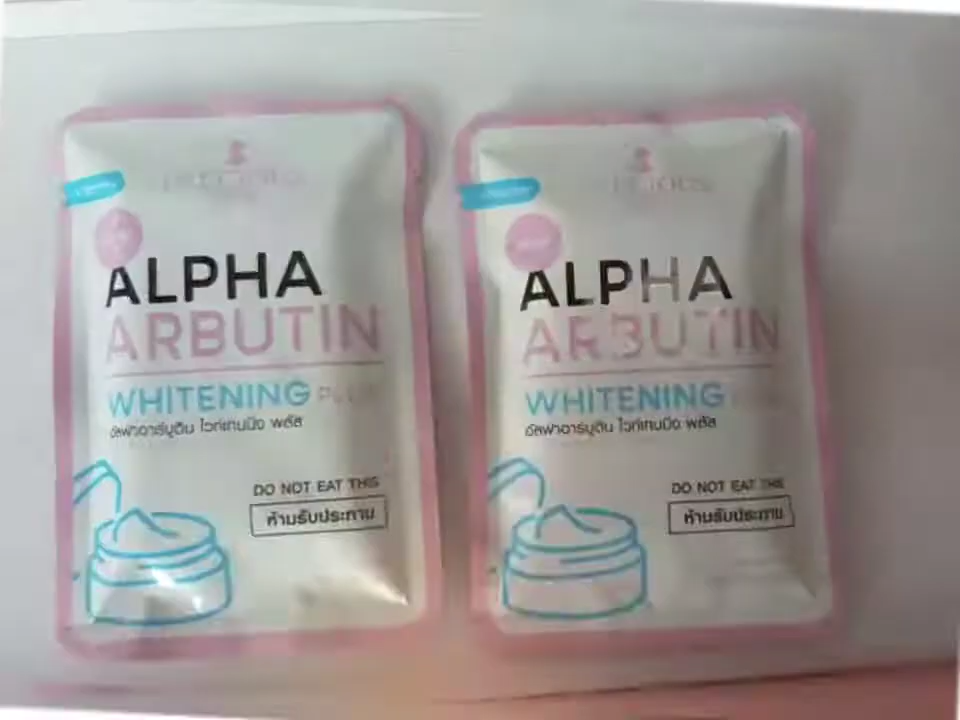 PRECIOUS
ALPHA
ARBUTIN
WHITENING PLUS
อัลฟาอาร์บูติน ไวท์เทนนิ่ง พลัส
DO NOT EAT THIS
ห้ามรับประทาน
ALPHA
ARBUTIN
WHITENING
อัลฟาอาร์บูติน ไวท์เทนนิ่ง พลัส
DO NOT EAT THIS
ห้ามรับประทาน